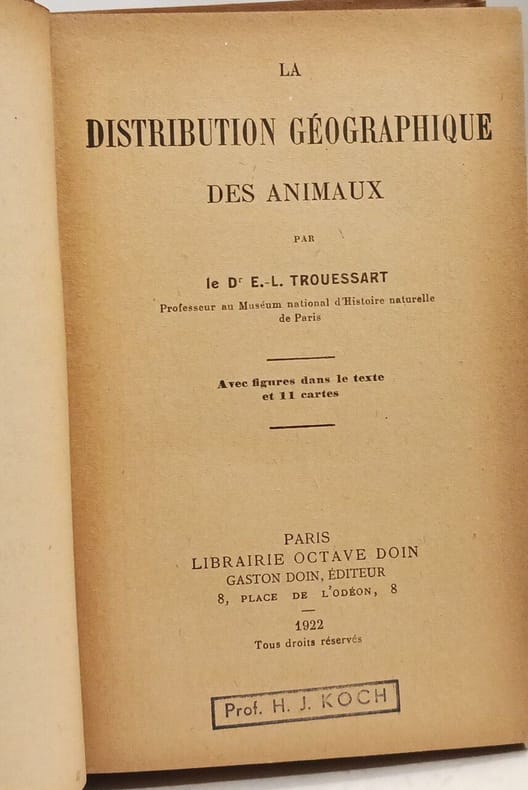 LA
DISTRIBUTION GÉOGRAPHIQUE
DES ANIMAUX
PAR
le Dr E.-L. TROUESSART
Professeur au Muséum national d'Histoire naturelle
de Paris
Avec figures dans le texte
et 11 cartes
PARIS
LIBRAIRIE OCTAVE DOIN
GASTON DOIN, ÉDITEUR
8, PLACE DE L'ODÉON, 8
1922
Tous droits réservés
Prof. H. J. KOCH